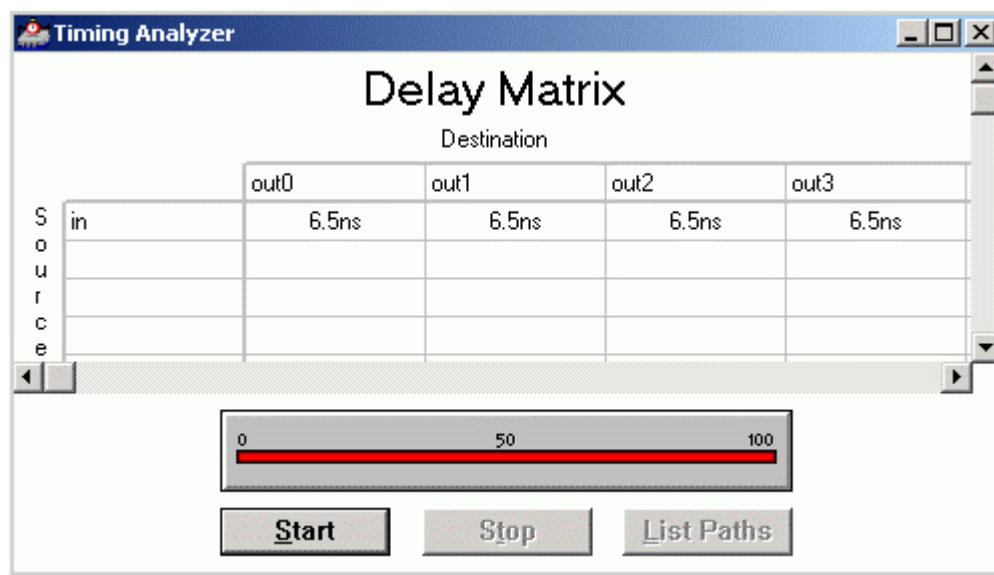 Timing Analyzer
Delay Matrix
Destination
out0 out1 out2 out3
Source
in 6.5ns 6.5ns 6.5ns 6.5ns
0 50 100
Start Stop List Paths